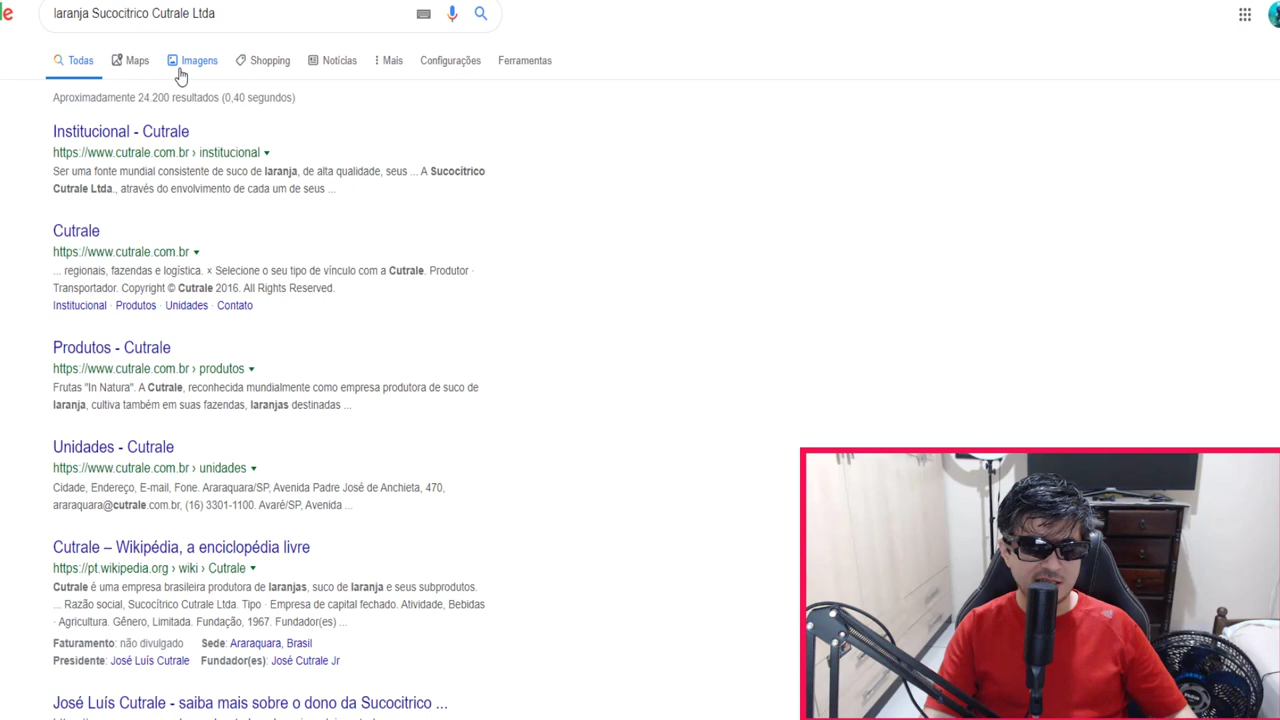 laranja Sucocitrico Cutrale Ltda
Todas Maps Imagens Shopping Notícias Mais Configurações Ferramentas
Aproximadamente 24.200 resultados (0,40 segundos)
Institucional - Cutrale
https://www.cutrale.com.br › institucional
Ser uma fonte mundial consistente de suco de laranja, de alta qualidade, seus ... A Sucocítrico
Cutrale Ltda., através do envolvimento de cada um de seus ...
Cutrale
https://www.cutrale.com.br
... regionais, fazendas e logística. × Selecione o seu tipo de vínculo com a Cutrale. Produtor ·
Transportador. Copyright © Cutrale 2016. All Rights Reserved.
Institucional · Produtos · Unidades · Contato
Produtos - Cutrale
https://www.cutrale.com.br › produtos
Frutas "In Natura". A Cutrale, reconhecida mundialmente como empresa produtora de suco de
laranja, cultiva também em suas fazendas, laranjas destinadas ...
Unidades - Cutrale
https://www.cutrale.com.br › unidades
Cidade, Endereço, E-mail, Fone. Araraquara/SP, Avenida Padre José de Anchieta, 470,
araraquara@cutrale.com.br, (16) 3301-1100. Avaré/SP, Avenida ...
Cutrale – Wikipédia, a enciclopédia livre
https://pt.wikipedia.org › wiki › Cutrale
Cutrale é uma empresa brasileira produtora de laranjas, suco de laranja e seus subprodutos.
... Razão social, Sucocítrico Cutrale Ltda. Tipo · Empresa de capital fechado. Atividade, Bebidas
· Agricultura. Gênero, Limitada. Fundação, 1967. Fundador(es) ...
Faturamento: não divulgado Sede: Araraquara, Brasil
Presidente: José Luís Cutrale Fundador(es): José Cutrale Jr
José Luís Cutrale - saiba mais sobre o dono da Sucocitrico ...